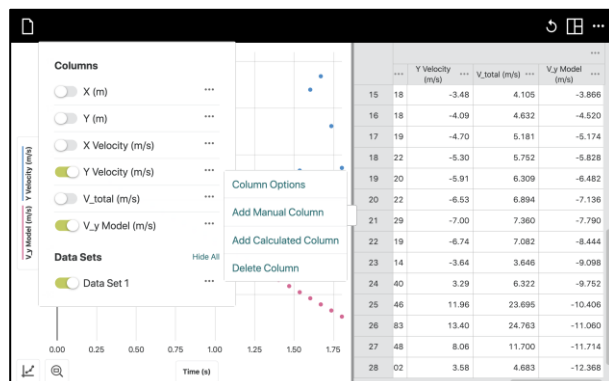 Columns
X (m) ...
Y (m) ...
X Velocity (m/s) ...
Y Velocity (m/s) ...
V_total (m/s) ...
V_y Model (m/s) ...
Data Sets Hide All
Data Set 1 ...
Column Options
Add Manual Column
Add Calculated Column
Delete Column
Y Velocity (m/s)
V_y Model (m/s)
0.00 0.25 0.50 0.75 1.00 1.25 1.50 1.75
Time (s)
...
...
... Y Velocity ... V_total (m/s) ... V_y Model ...
(m/s) (m/s)
15 18 -3.48 4.105 -3.866
16 18 -4.09 4.632 -4.520
17 19 -4.70 5.181 -5.174
18 22 -5.30 5.752 -5.828
19 20 -5.91 6.309 -6.482
20 22 -6.53 6.894 -7.136
21 29 -7.00 7.360 -7.790
22 19 -6.74 7.082 -8.444
23 14 -3.64 3.646 -9.098
24 40 3.29 6.322 -9.752
25 46 11.96 23.695 -10.406
26 83 13.40 24.763 -11.060
27 48 8.06 11.700 -11.714
28 02 3.58 4.683 -12.368